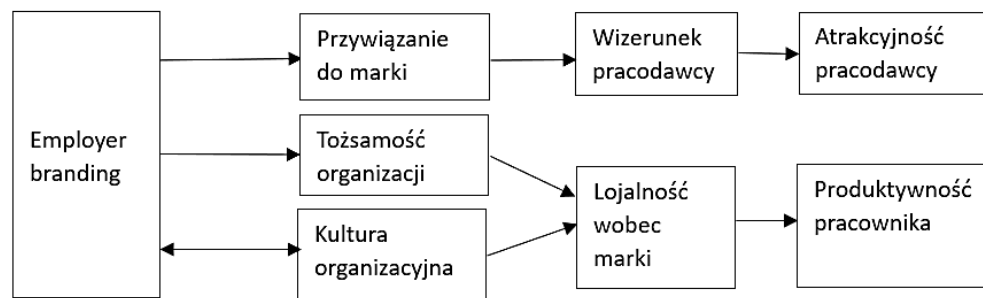 Employer
branding
Przywiązanie
do marki
Wizerunek
pracodawcy
Atrakcyjność
pracodawcy
Tożsamość
organizacji
Kultura
organizacyjna
Lojalność
wobec
marki
Produktywność
pracownika